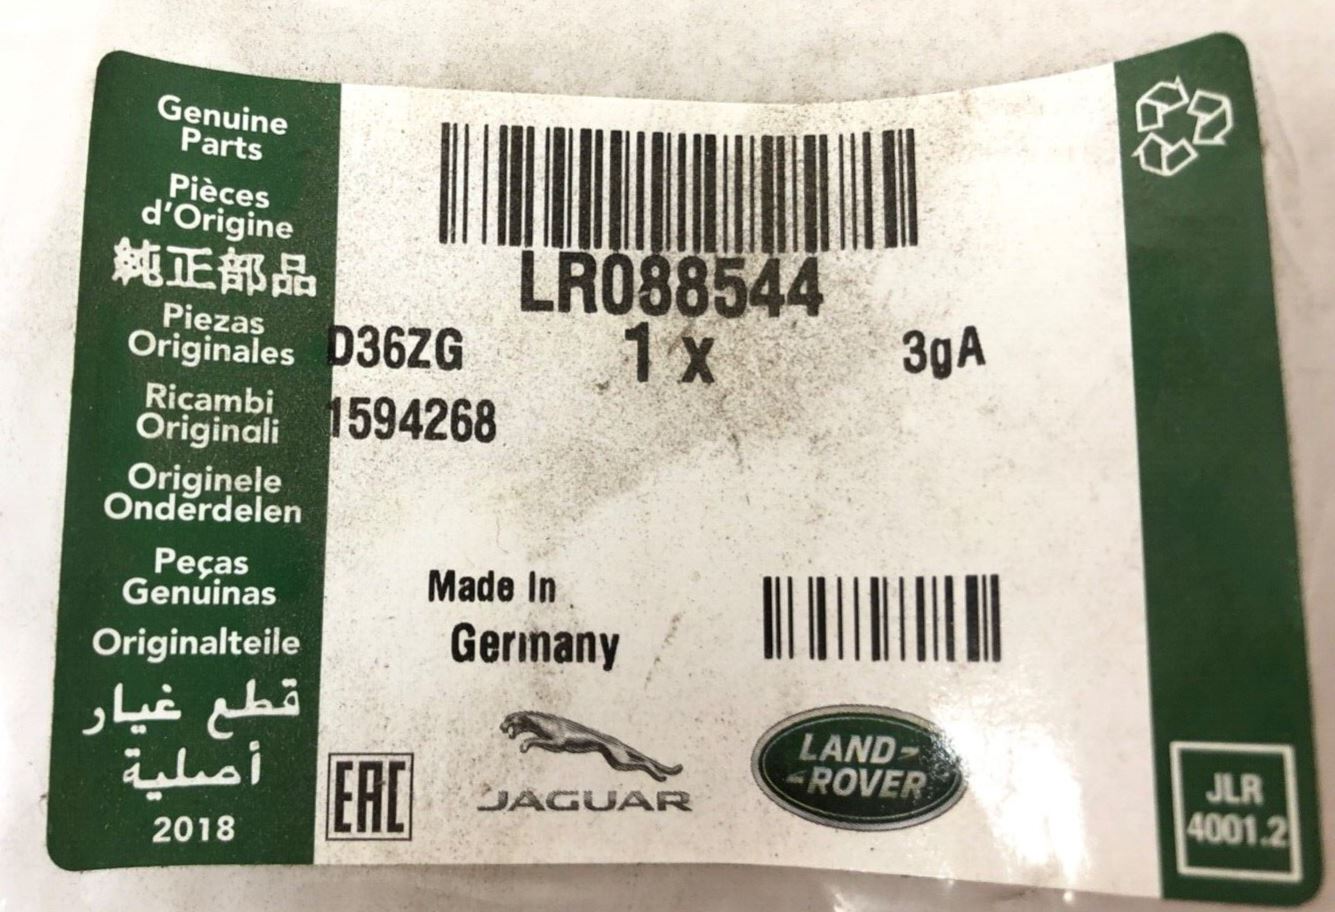 Genuine
Parts
Pièces
d'Origine
純正部品
Piezas
Originales
Ricambi
Originali
Originele
Onderdelen
Peças
Genuinas
Originalteile
قطع غيار
أصلية
2018
LR088544
D36ZG 1 x 3gA
1594268
Made In
Germany
EAC
JAGUAR
LAND-
-ROVER
JLR
4001.2